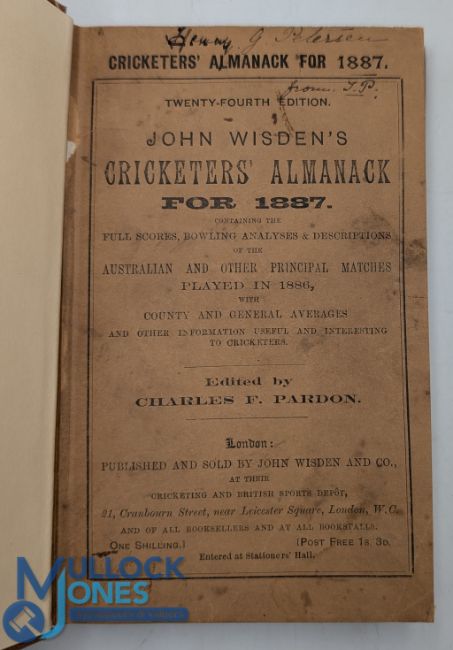 Henry G Petersen
CRICKETERS' ALMANACK FOR 1887.
from T.P.
TWENTY-FOURTH EDITION.
JOHN WISDEN'S
CRICKETERS' ALMANACK
FOR 1887.
CONTAINING THE
FULL SCORES, BOWLING ANALYSES & DESCRIPTIONS
OF THE
AUSTRALIAN AND OTHER PRINCIPAL MATCHES
PLAYED IN 1886,
WITH
COUNTY AND GENERAL AVERAGES
AND OTHER INFORMATION USEFUL AND INTERESTING
TO CRICKETERS.
Edited by
CHARLES F. PARDON.
London:
PUBLISHED AND SOLD BY JOHN WISDEN AND CO.,
AT THEIR
CRICKETING AND BRITISH SPORTS DEPÔT,
21, Cranbourn Street, near Leicester Square, London, W.C.
AND OF ALL BOOKSELLERS AND AT ALL BOOKSTALLS.
ONE SHILLING.] [POST FREE 1S. 3D.
Entered at Stationers' Hall.
MULLOCK
JONES